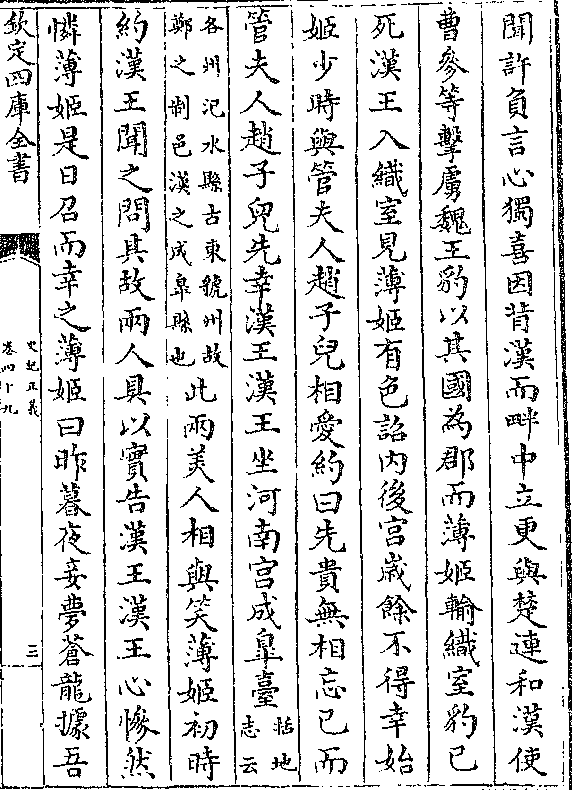 聞許負言心獨喜因背漢而畔中立更與楚連和漢使
曹參等擊虜魏王豹以其國為郡而薄姬輸織室豹已
死漢王入織室見薄姬有色詔内後宫歳餘不得幸始
姬少時與管夫人趙子兒相愛約曰先貴無相忘已而
管夫人趙子兒先幸漢王漢王坐河南宫成臯臺括地
志云
各州汜水縣古東虢州故
鄭之制邑漢之成臯縣也此兩美人相與笑薄姬初時
約漢王聞之問其故兩人具以實告漢王漢王心慘然
憐薄姬是日召而幸之薄姬曰昨暮夜妾夢蒼龍據吾
欽定四庫全書
史記正義
卷四十九
三